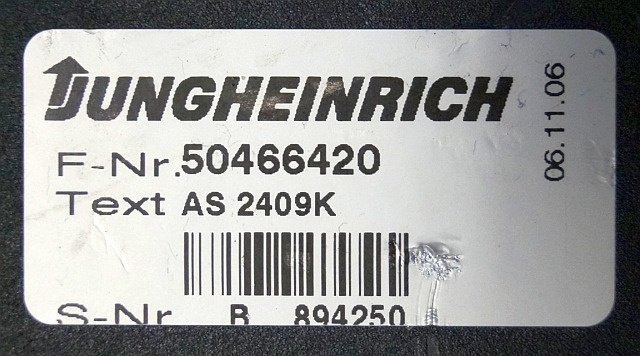 JUNGHEINRICH
06.11.06
F-Nr. 50466420
Text AS 2409K
S-Nr B 894250